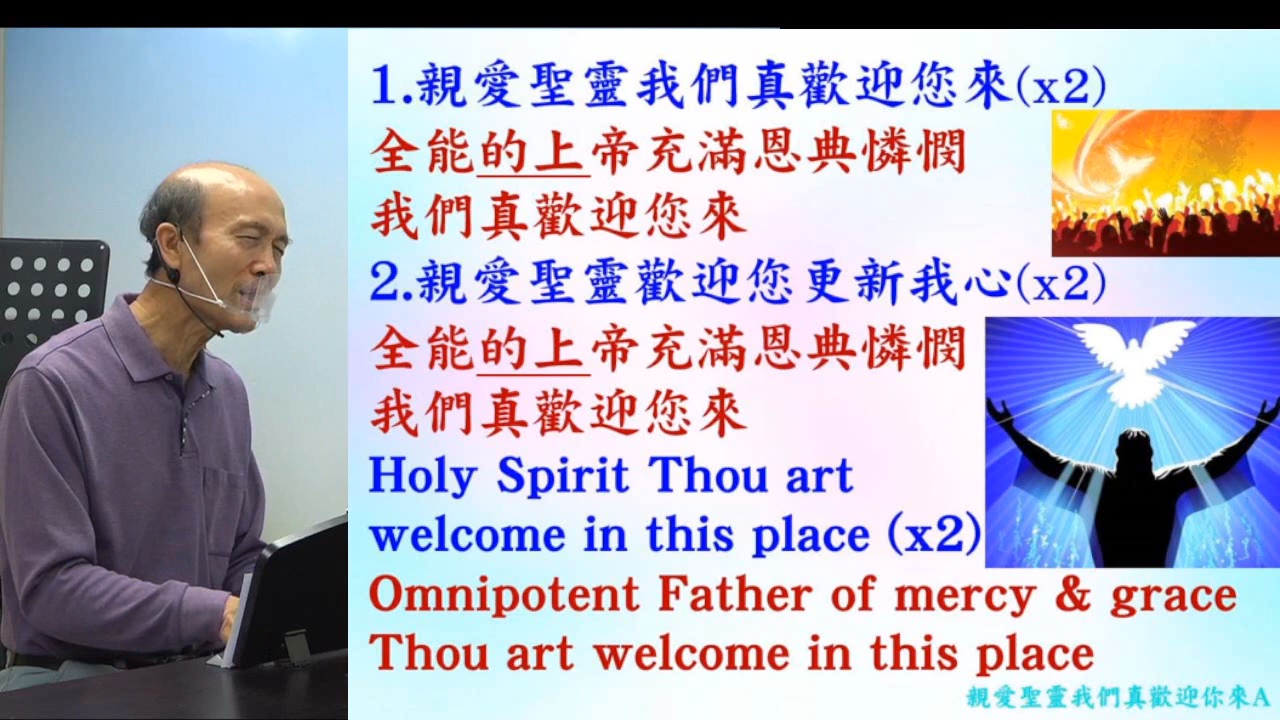 1.親愛聖靈我們真歡迎您來(x2)
全能的上帝充滿恩典憐憫
我們真歡迎您來
2.親愛聖靈歡迎您更新我心(x2)
全能的上帝充滿恩典憐憫
我們真歡迎您來
Holy Spirit Thou art
welcome in this place (x2)
Omnipotent Father of mercy & grace
Thou art welcome in this place
親愛聖靈我們真歡迎你來A